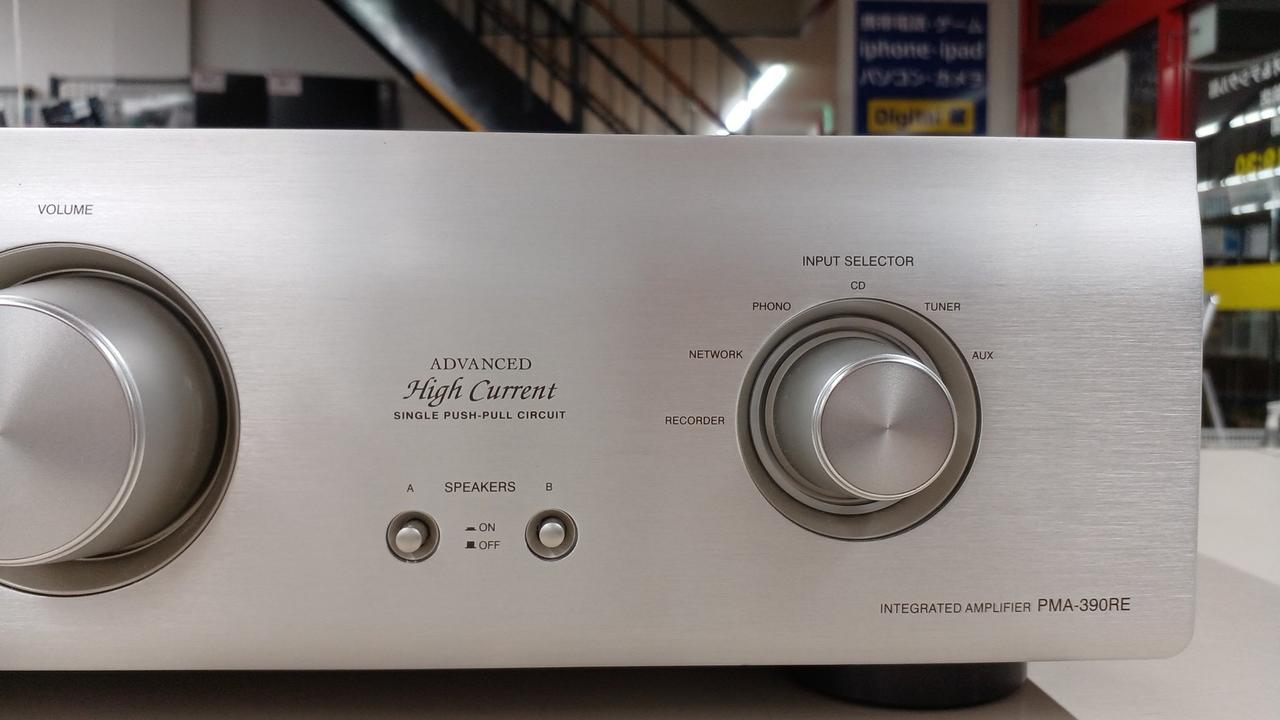 携帯電話・ゲーム
iphone・ipad
パソコン・カメラ
Digital
VOLUME
INPUT SELECTOR
CD
PHONO
TUNER
NETWORK
AUX
RECORDER
ADVANCED
High Current
SINGLE PUSH-PULL CIRCUIT
A SPEAKERS B
ON
OFF
INTEGRATED AMPLIFIER PMA-390RE